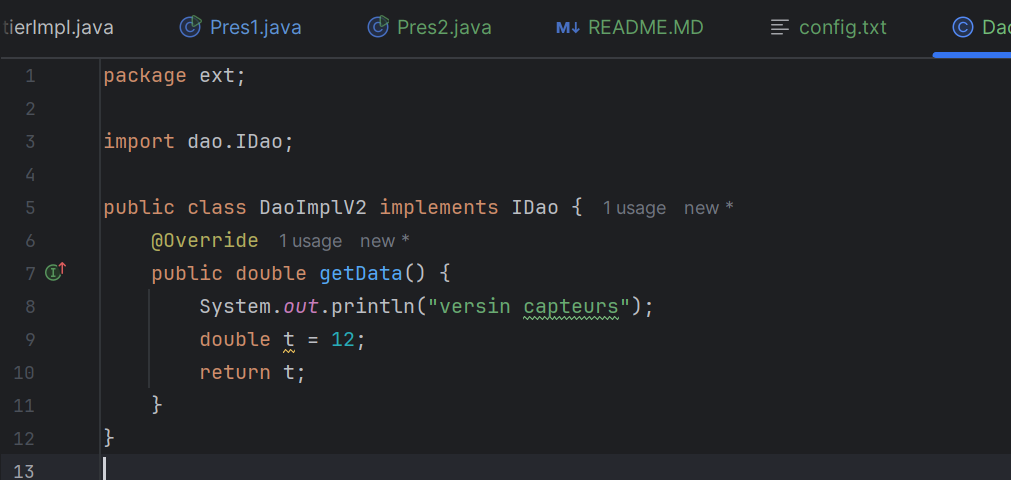 tierImpl.java Pres1.java Pres2.java M↓ README.MD config.txt Dao
1 package ext;
2
3 import dao.IDao;
4
5 public class DaoImplV2 implements IDao { 1 usage new *
6 @Override 1 usage new *
7 public double getData() {
8 System.out.println("versin capteurs");
9 double t = 12;
10 return t;
11 }
12 }
13